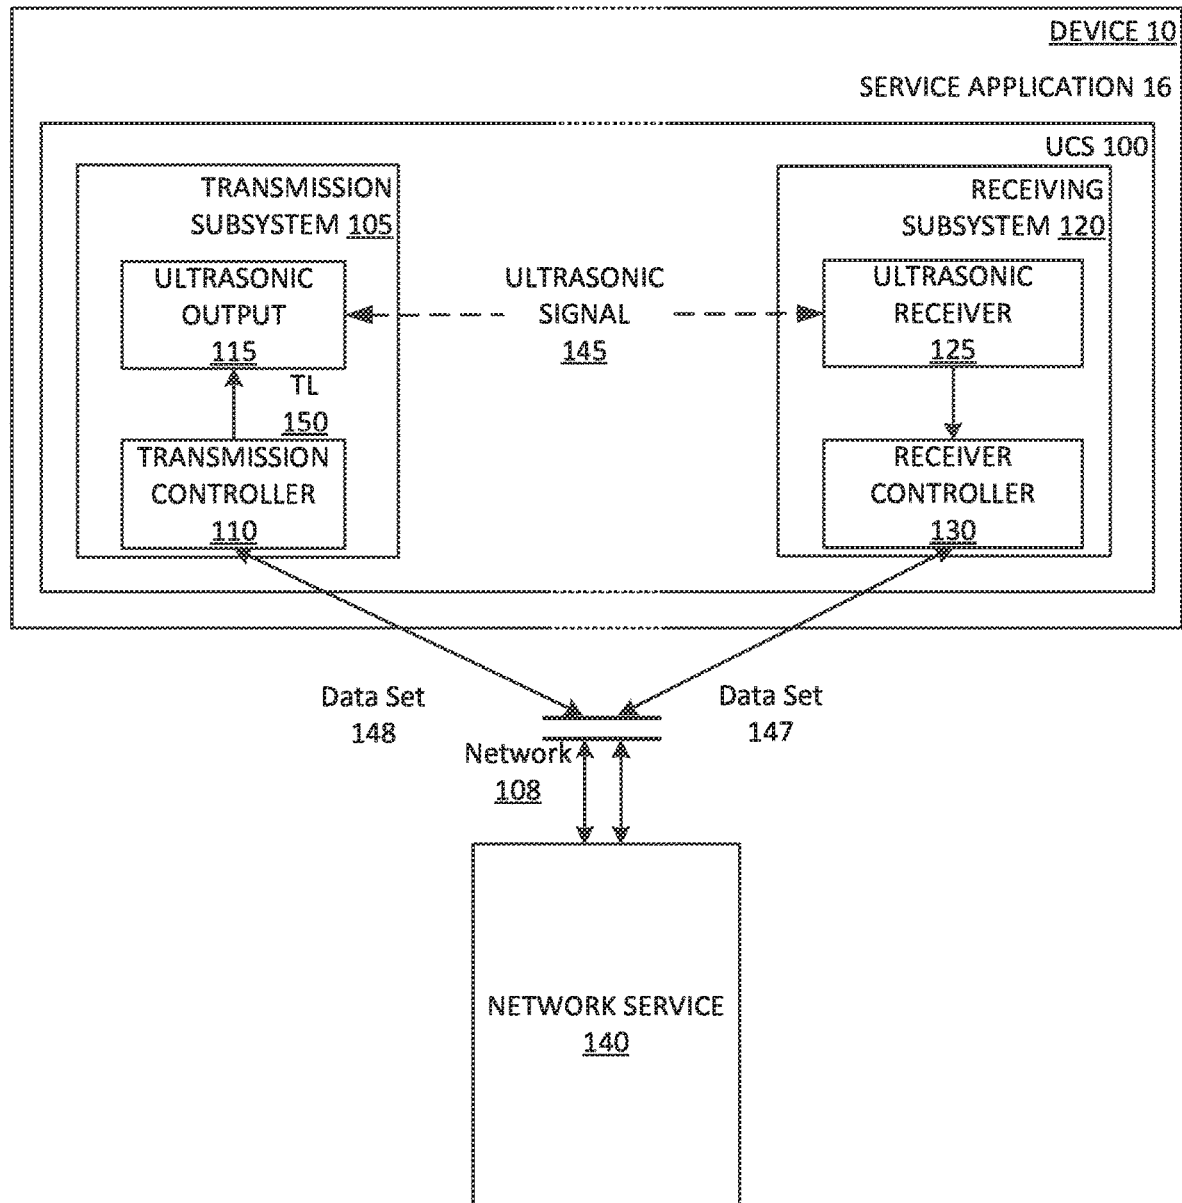 DEVICE 10
SERVICE APPLICATION 16
UCS 100
TRANSMISSION
SUBSYSTEM 105
RECEIVING
SUBSYSTEM 120
ULTRASONIC
OUTPUT
115
ULTRASONIC
SIGNAL
145
ULTRASONIC
RECEIVER
125
TL
150
TRANSMISSION
CONTROLLER
110
RECEIVER
CONTROLLER
130
Data Set
148
Data Set
147
Network
108
NETWORK SERVICE
140